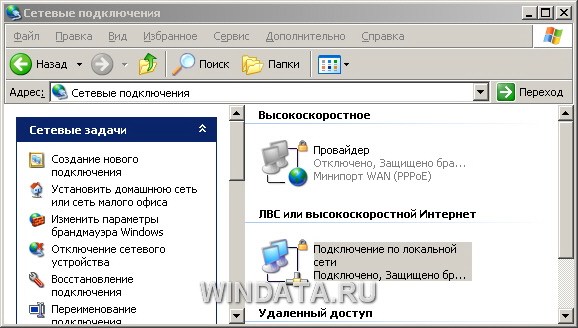 Сетевые подключения
Файл Правка Вид Избранное Сервис Дополнительно Справка
Назад Поиск Папки
Адрес: Сетевые подключения Переход
Сетевые задачи
Создание нового
подключения
Установить домашнюю сеть
или сеть малого офиса
Изменить параметры
брандмауэра Windows
Отключение сетевого
устройства
Восстановление
подключения
Переименование
подключения
Высокоскоростное
Провайдер
Отключено, Защищено бра...
Минипорт WAN (PPPoE)
ЛВС или высокоскоростной Интернет
Подключение по локальной
сети
Подключено, Защищено бр...
WINDATA.RU
Удаленный доступ